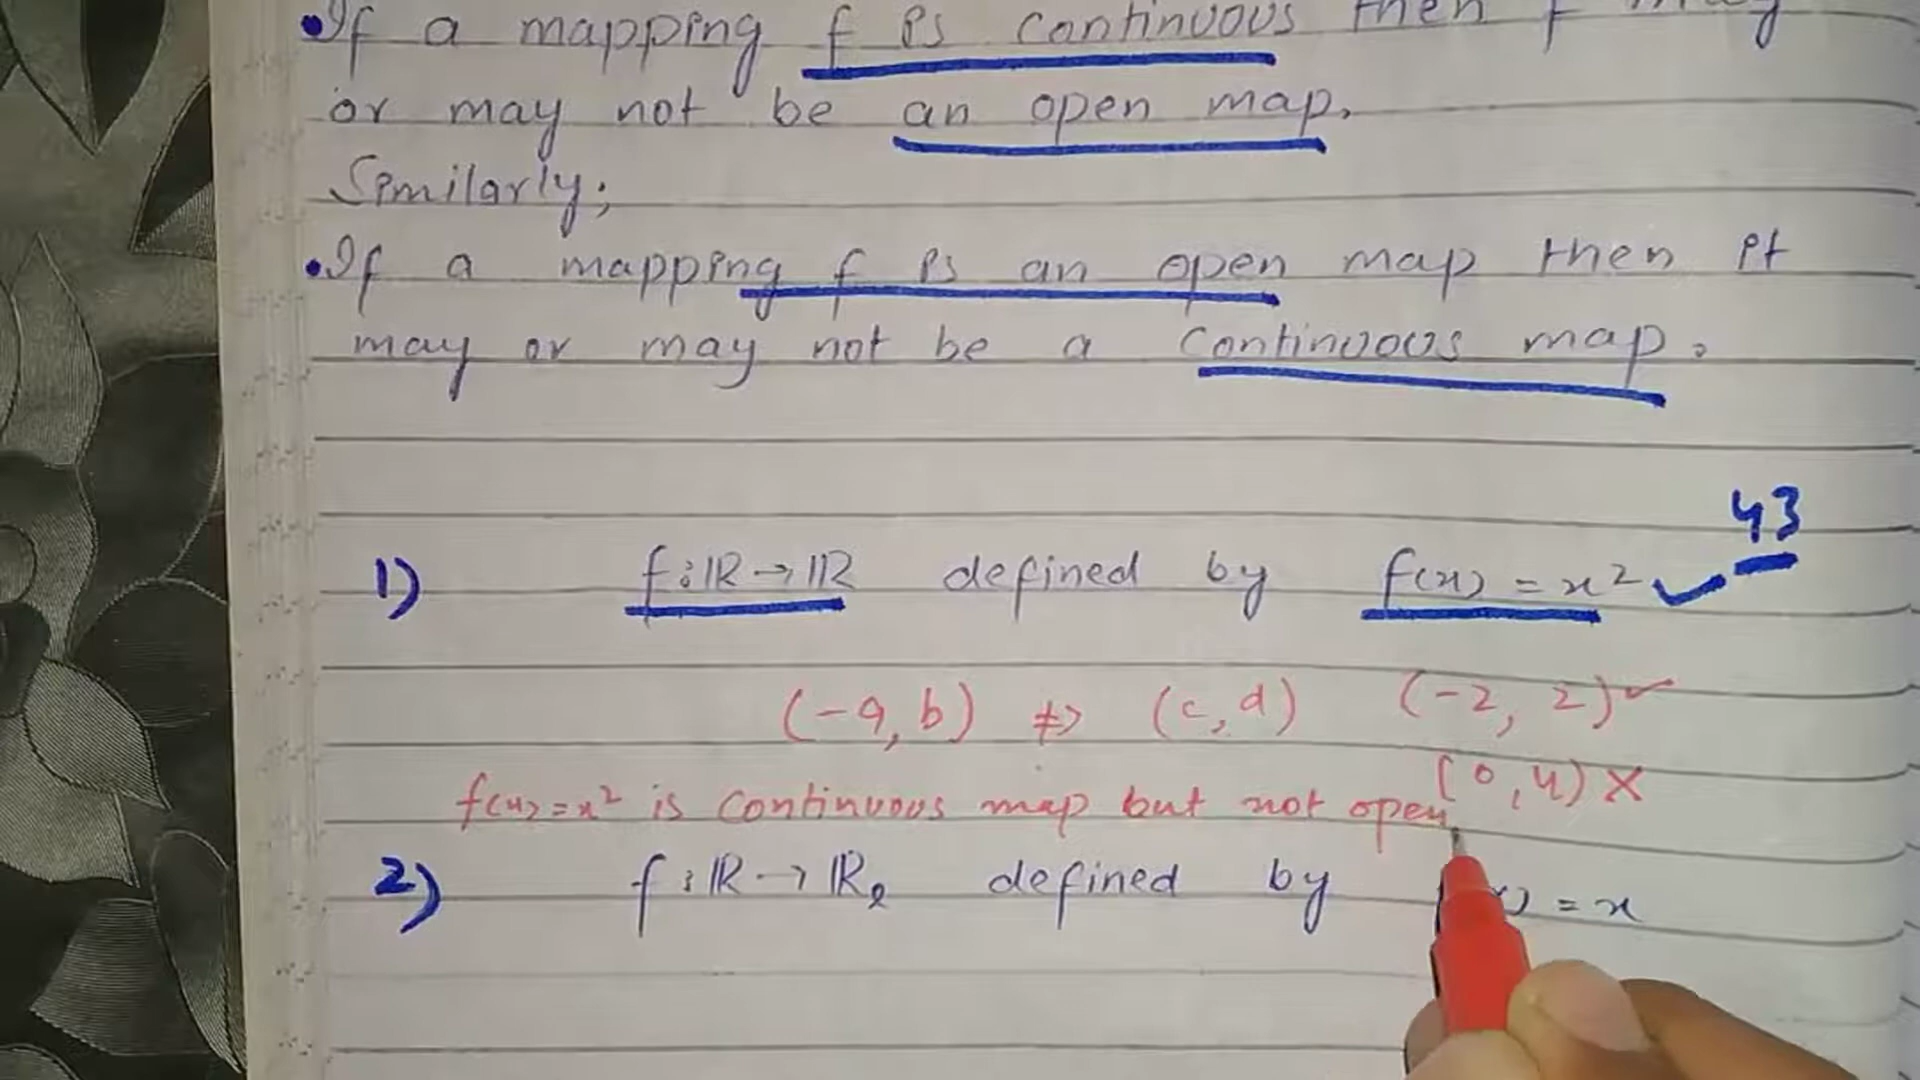 • If a mapping f is continuous then f may
or may not be an open map.
Similarly;
• If a mapping f is an open map then it
may or may not be a continuous map.
43
1) f: ℝ → ℝ defined by f(x) = x² ✓
(-a, b) ⇏ (c, d) (-2, 2) ✓
[0, 4) ×
f(x) = x² is continuous map but not open
2) f: ℝ → ℝℓ defined by = x